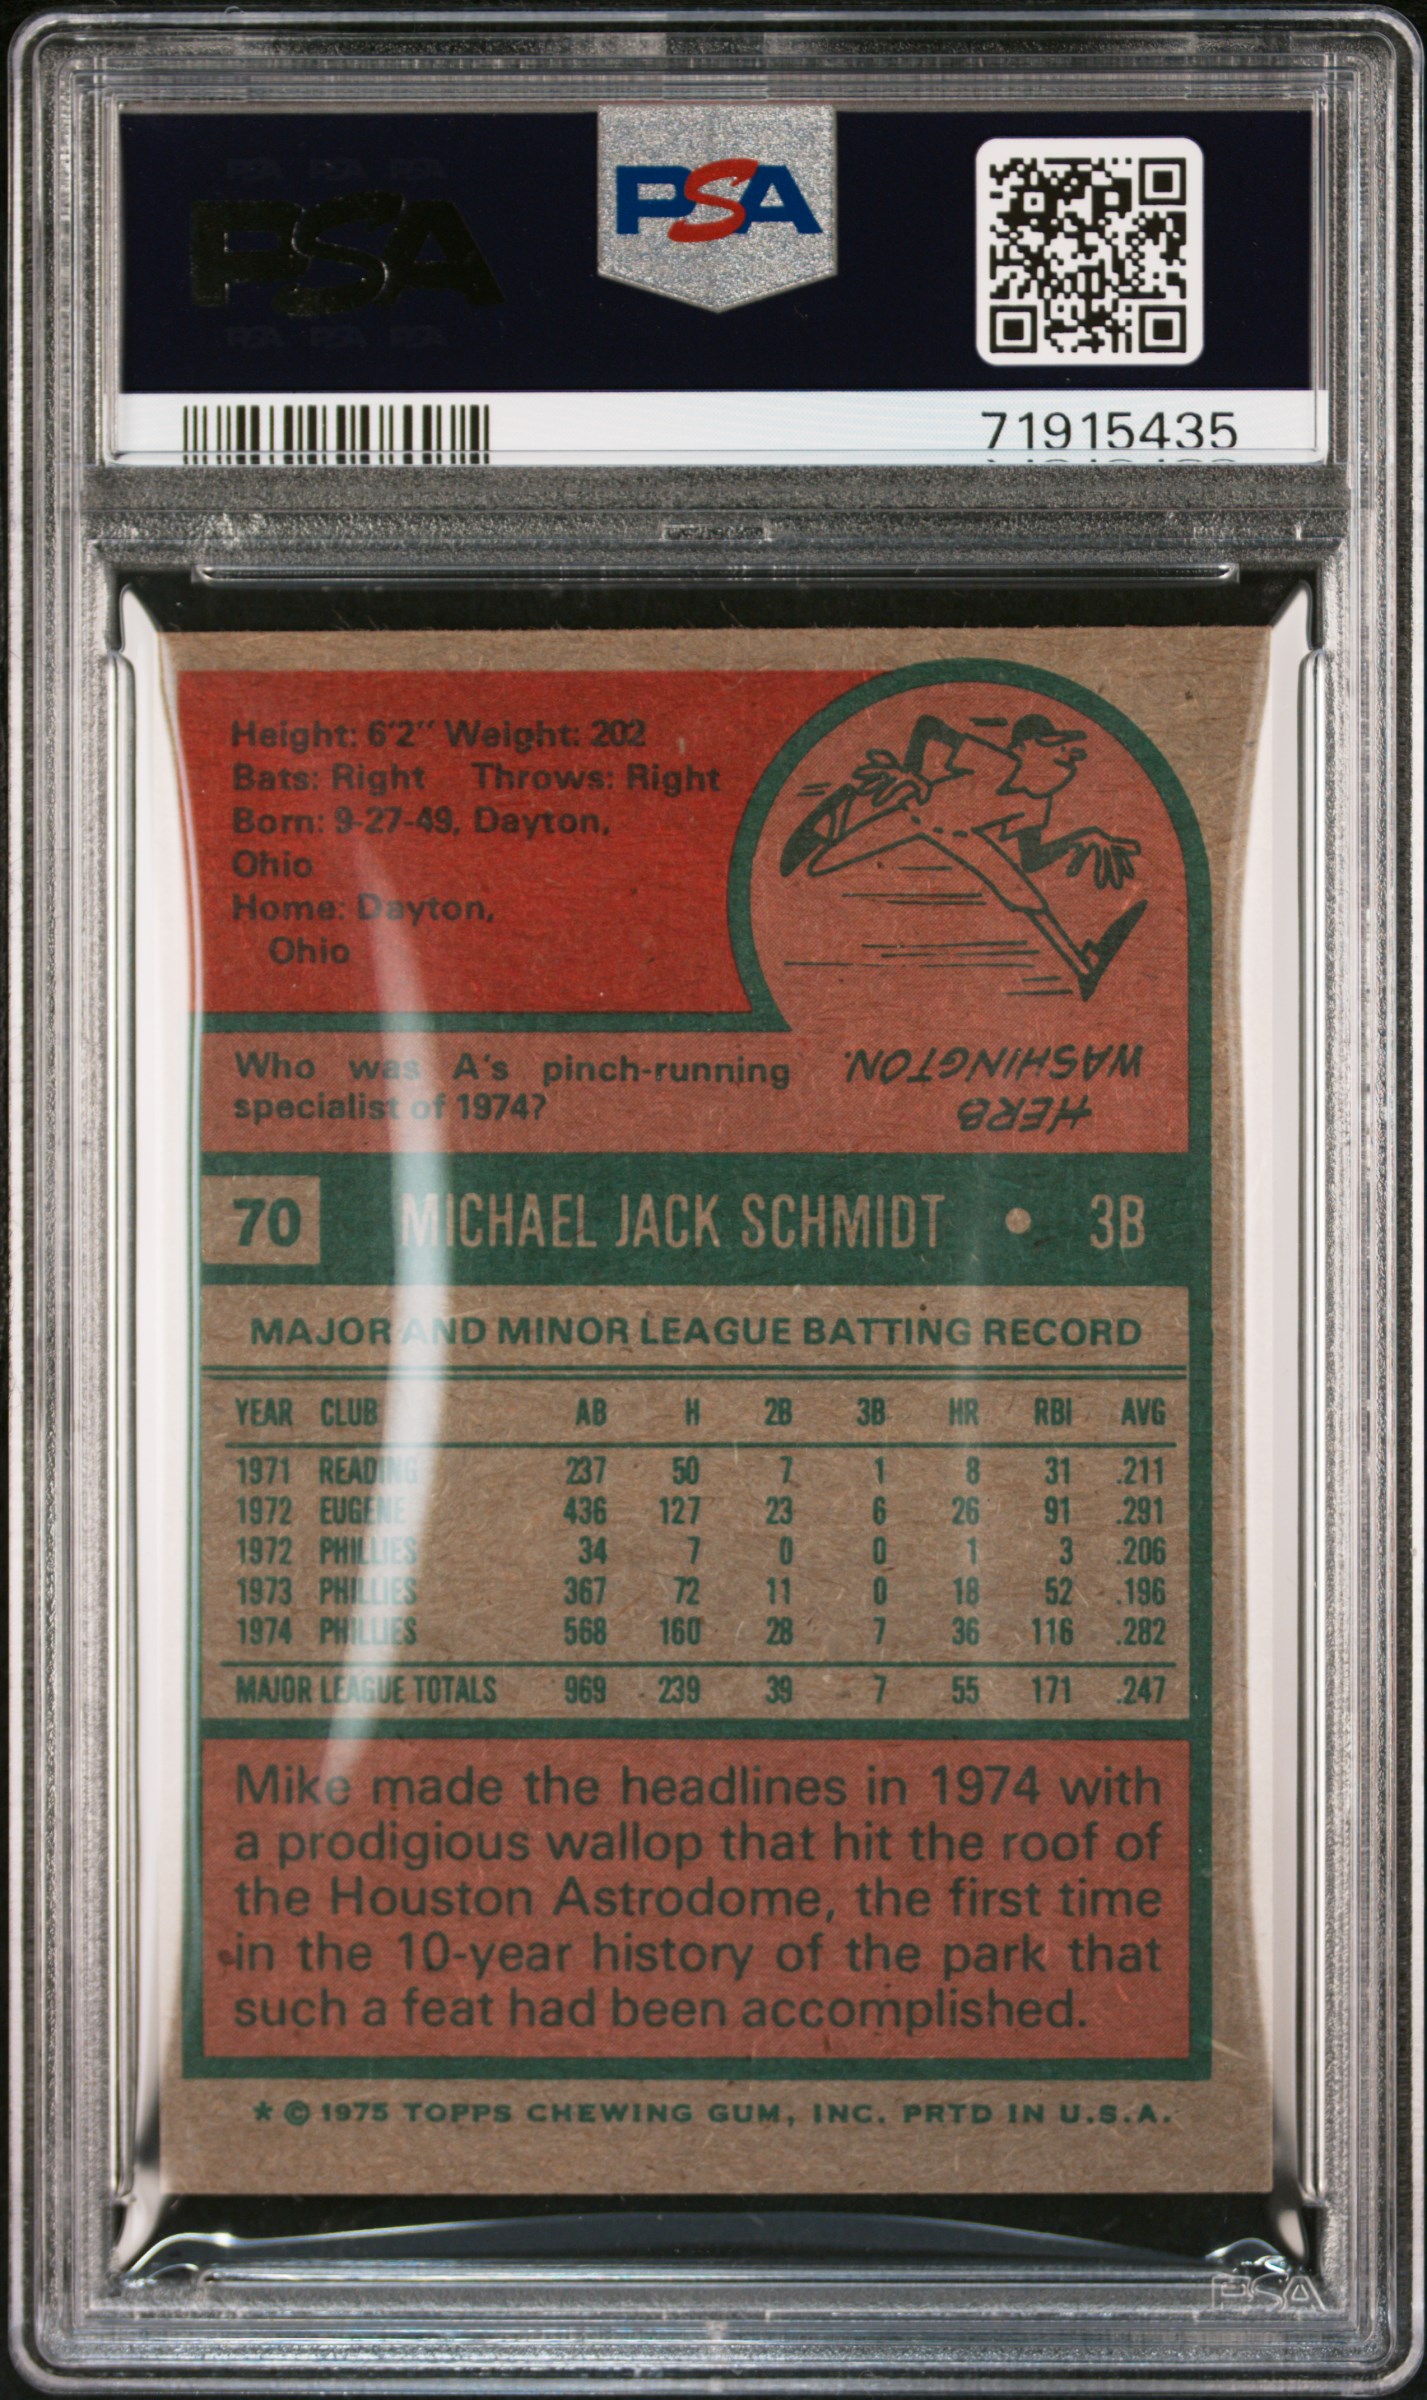 PSA PSA PSA
PSA
PSA PSA PSA
PSA
71915435
Height: 6'2" Weight: 202
Bats: Right Throws: Right
Born: 9-27-49, Dayton,
Ohio
Home: Dayton,
Ohio
Who was A's pinch-running
specialist of 1974?
HERB
WASHINGTON.
70 MICHAEL JACK SCHMIDT • 3B
MAJOR AND MINOR LEAGUE BATTING RECORD
YEAR CLUB AB H 2B 3B HR RBI AVG
1971 READING 237 50 7 1 8 31 .211
1972 EUGENE 436 127 23 6 26 91 .291
1972 PHILLIES 34 7 0 0 1 3 .206
1973 PHILLIES 367 72 11 0 18 52 .196
1974 PHILLIES 568 160 28 7 36 116 .282
MAJOR LEAGUE TOTALS 969 239 39 7 55 171 .247
Mike made the headlines in 1974 with
a prodigious wallop that hit the roof of
the Houston Astrodome, the first time
in the 10-year history of the park that
such a feat had been accomplished.
* © 1975 TOPPS CHEWING GUM, INC. PRTD IN U.S.A.
PSA